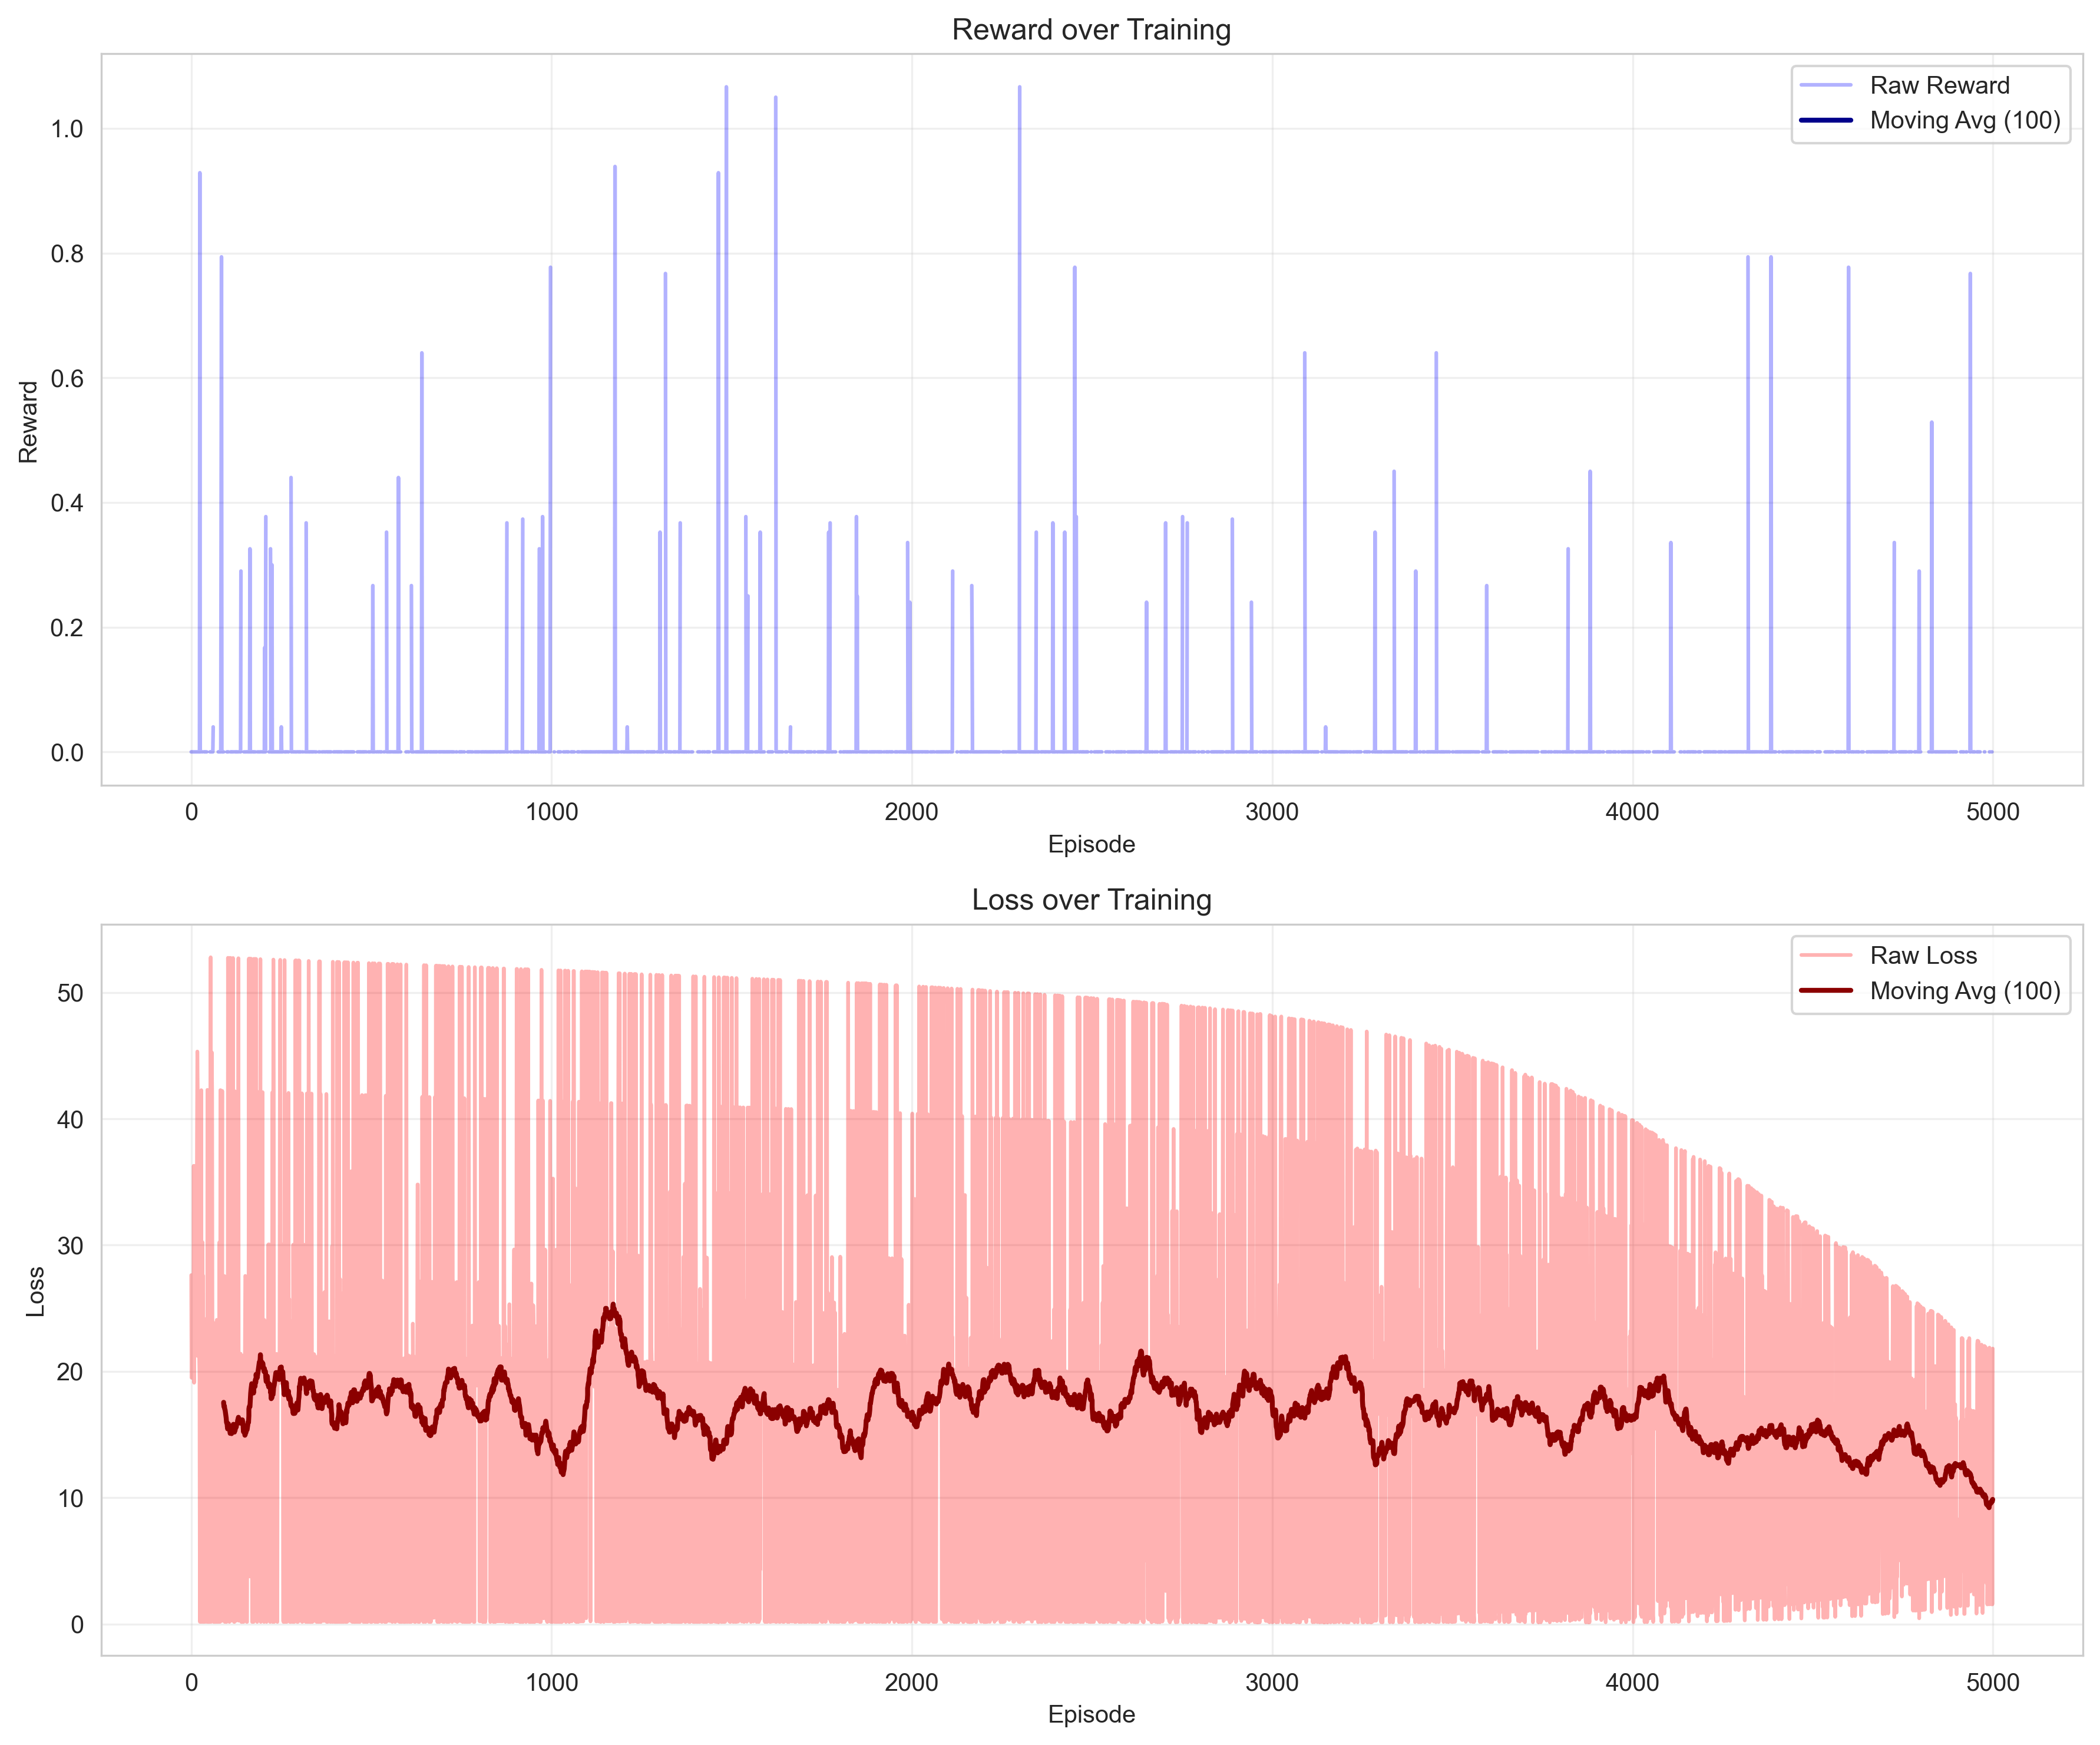 Reward over Training
Raw Reward
Moving Avg (100)
1.0
0.8
0.6
0.4
0.2
0.0
Reward
0 1000 2000 3000 4000 5000
Episode
Loss over Training
Raw Loss
Moving Avg (100)
50
40
30
20
10
0
Loss
0 1000 2000 3000 4000 5000
Episode